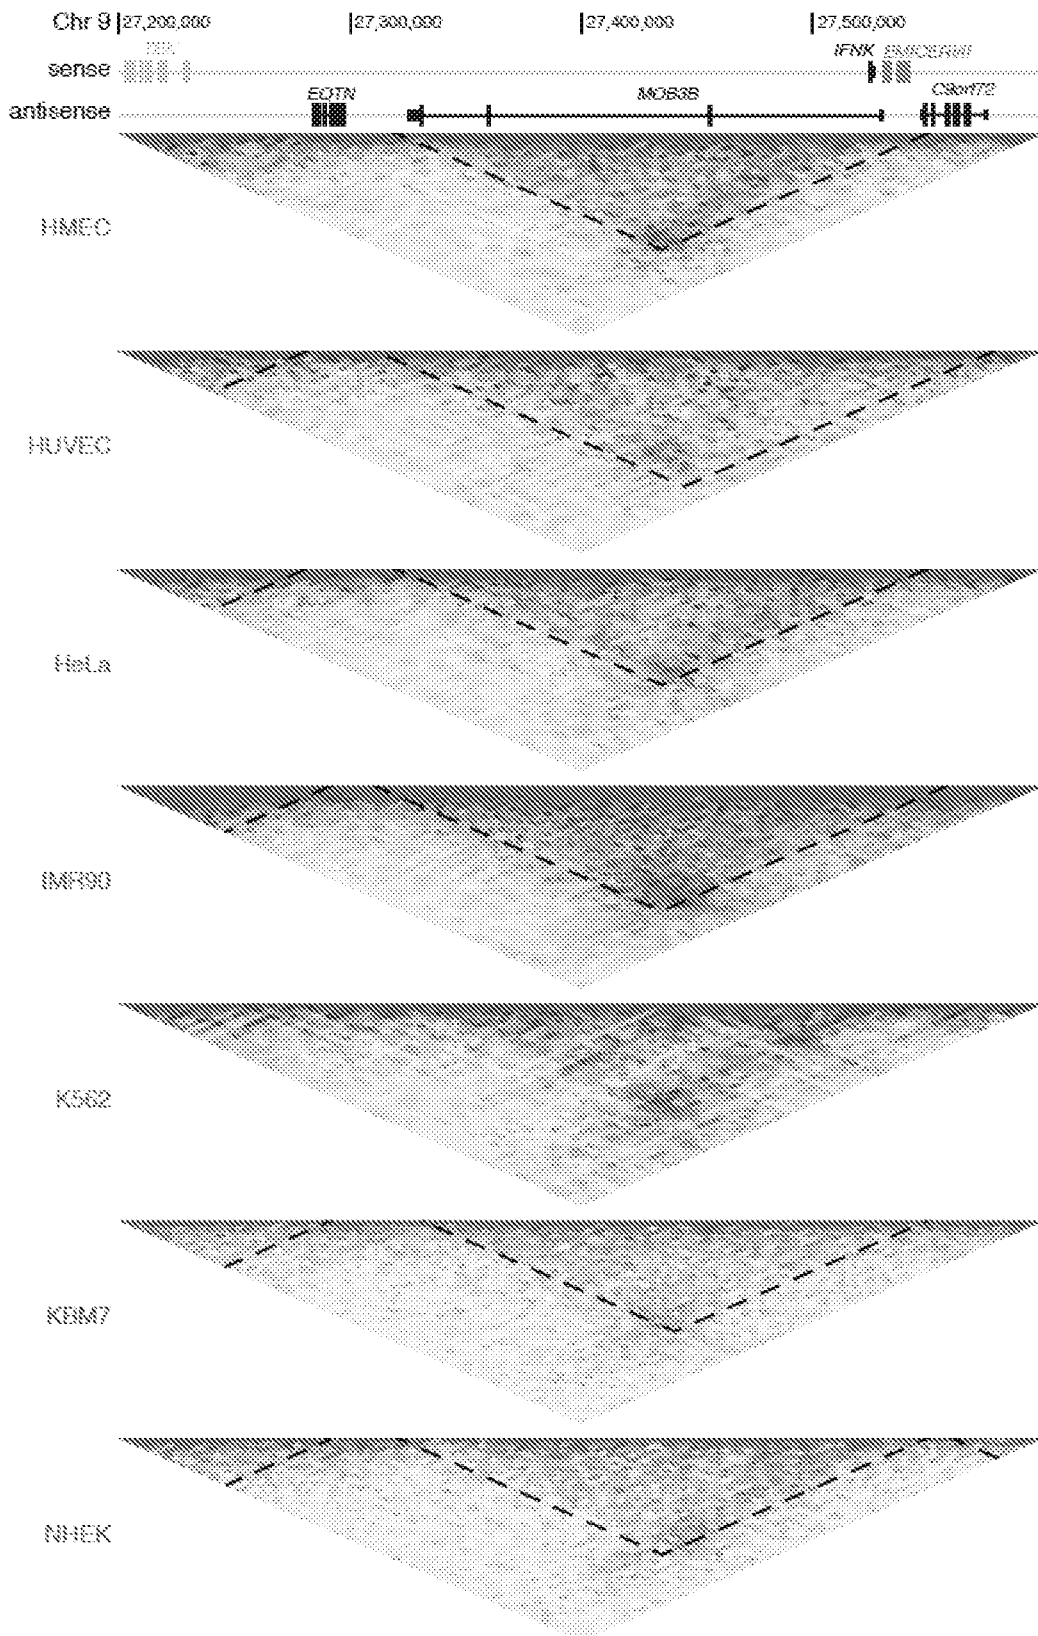 Chr 9 27,200,000 27,300,000 27,400,000 27,500,000
IFNK
sense
EQTN MOB3B C9orf72
antisense
HMEC
HUVEC
HeLa
IMR90
K562
KBM7
NHEK